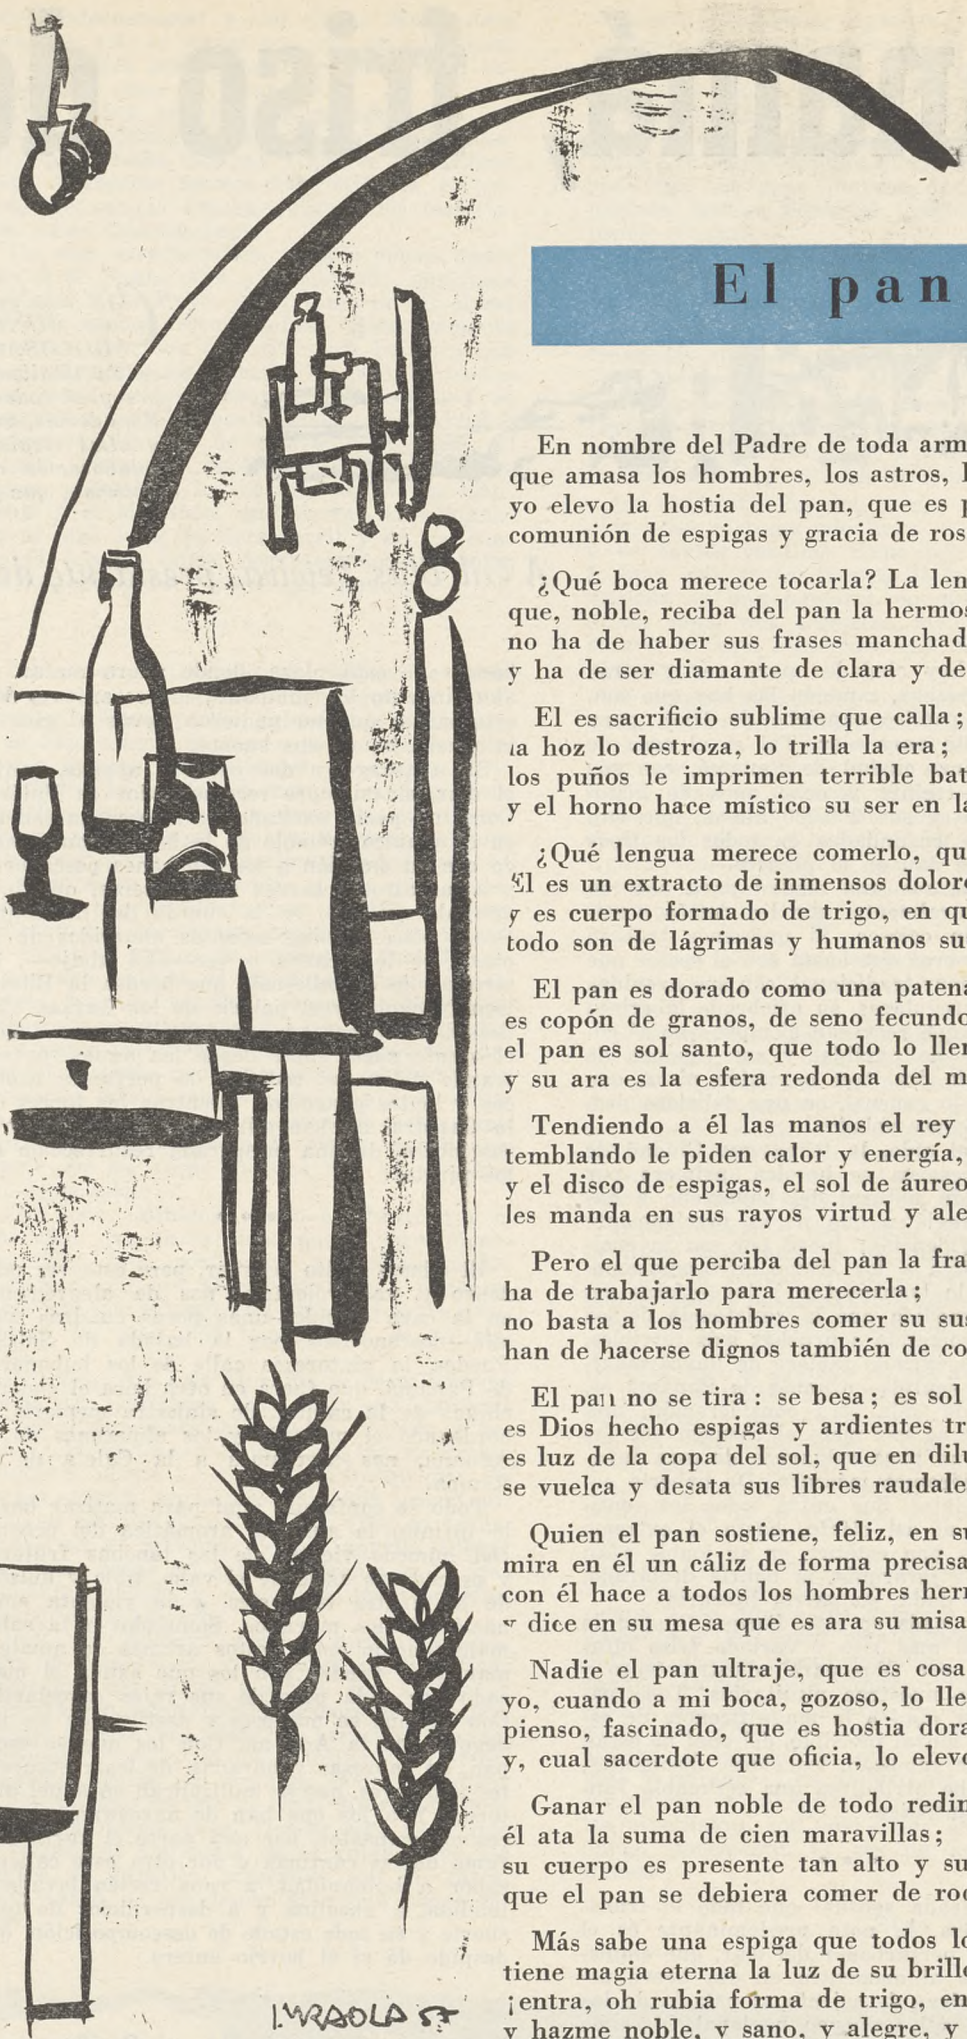 El pan
En nombre del Padre de toda arm
que amasa los hombres, los astros, l
yo elevo la hostia del pan, que es p
comunión de espigas y gracia de ros
¿Qué boca merece tocarla? La len
que, noble, reciba del pan la hermos
no ha de haber sus frases manchad
y ha de ser diamante de clara y de
El es sacrificio sublime que calla;
la hoz lo destroza, lo trilla la era;
los puños le imprimen terrible bat
y el horno hace místico su ser en la
¿Qué lengua merece comerlo, qu
El es un extracto de inmensos dolor
y es cuerpo formado de trigo, en qu
todo son de lágrimas y humanos su
El pan es dorado como una patena
es copón de granos, de seno fecundo
el pan es sol santo, que todo lo llen
y su ara es la esfera redonda del m
Tendiendo a él las manos el rey
temblando le piden calor y energía,
y el disco de espigas, el sol de áureo
les manda en sus rayos virtud y ale
Pero el que perciba del pan la fra
ha de trabajarlo para merecerla;
no basta a los hombres comer su sus
han de hacerse dignos también de co
El pan no se tira: se besa; es sol
es Dios hecho espigas y ardientes tr
es luz de la copa del sol, que en dilu
se vuelca y desata sus libres raudale
Quien el pan sostiene, feliz, en su
mira en él un cáliz de forma precisa
con él hace a todos los hombres her
y dice en su mesa que es ara su misa
Nadie el pan ultraje, que es cosa
yo, cuando a mi boca, gozoso, lo lle
pienso, fascinado, que es hostia dora
y, cual sacerdote que oficia, lo elevo
Ganar el pan noble de todo redim
él ata la suma de cien maravillas;
su cuerpo es presente tan alto y su
que el pan se debiera comer de rod
Más sabe una espiga que todos lo
tiene magia eterna la luz de su brill
¡entra, oh rubia forma de trigo, en
y hazme noble, y sano, y alegre, y
57